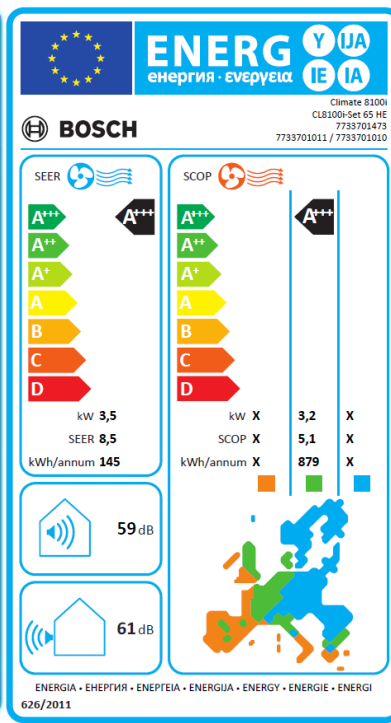 ENERG
енергия · ενεργεια
Y IJA
IE IA
Climate 8100i
CL8100i-Set 65 HE
7733701473
7733701011 / 7733701010
BOSCH
SEER
A+++ A+++
A++
A+
A
B
C
D
kW 3,5
SEER 8,5
kWh/annum 145
SCOP
A+++ A+++
A++
A+
A
B
C
D
kW X 3,2 X
SCOP X 5,1 X
kWh/annum X 879 X
59 dB
61 dB
ENERGIA • ЕНЕРГИЯ • ΕΝΕΡΓΕΙΑ • ENERGIJA • ENERGY • ENERGIE • ENERGI
626/2011